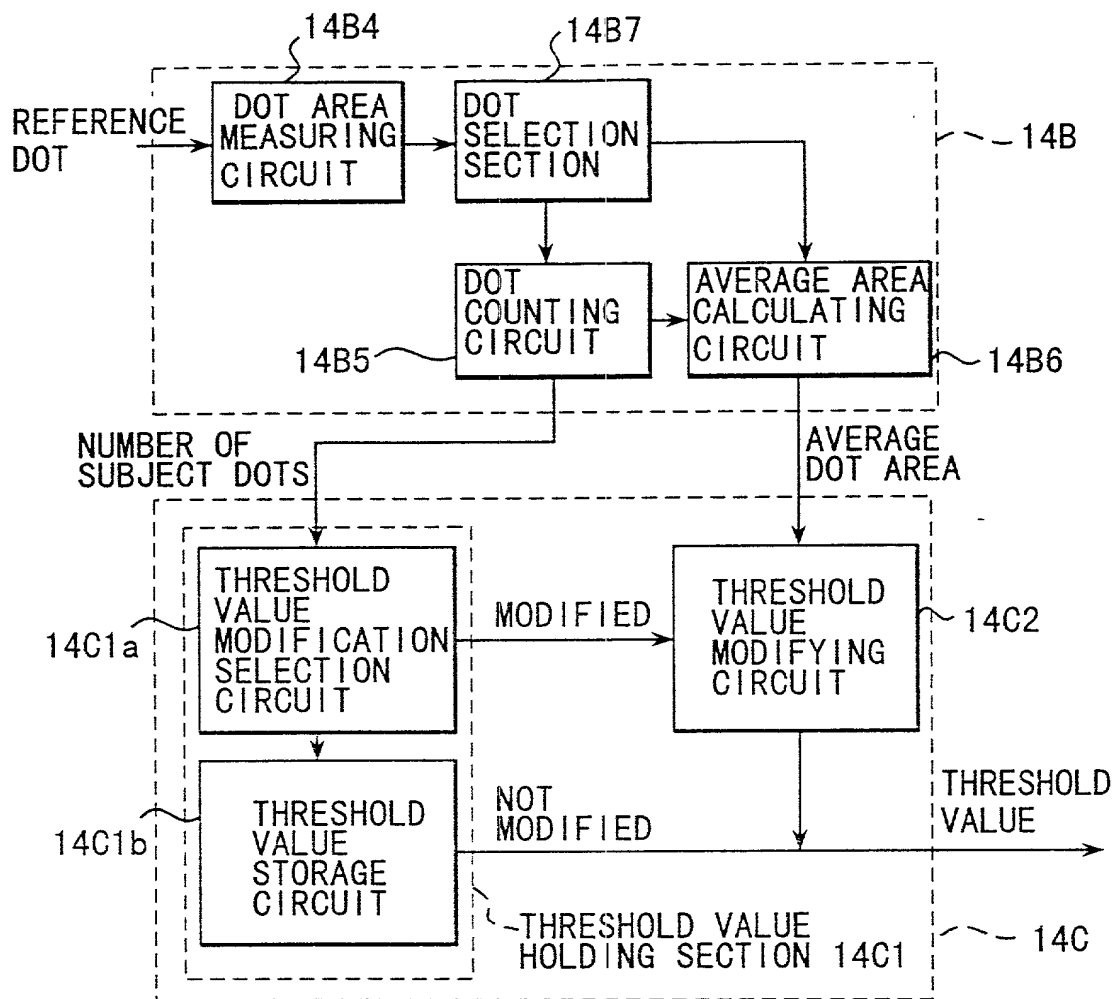 14B4
14B7
REFERENCE
DOT
DOT AREA
MEASURING
CIRCUIT
DOT
SELECTION
SECTION
14B
DOT
COUNTING
CIRCUIT
14B5
AVERAGE AREA
CALCULATING
CIRCUIT
14B6
NUMBER OF
SUBJECT DOTS
AVERAGE
DOT AREA
14C1a
THRESHOLD
VALUE
MODIFICATION
SELECTION
CIRCUIT
MODIFIED
THRESHOLD
VALUE
MODIFYING
CIRCUIT
14C2
14C1b
THRESHOLD
VALUE
STORAGE
CIRCUIT
NOT
MODIFIED
THRESHOLD
VALUE
THRESHOLD VALUE
HOLDING SECTION 14C1
14C